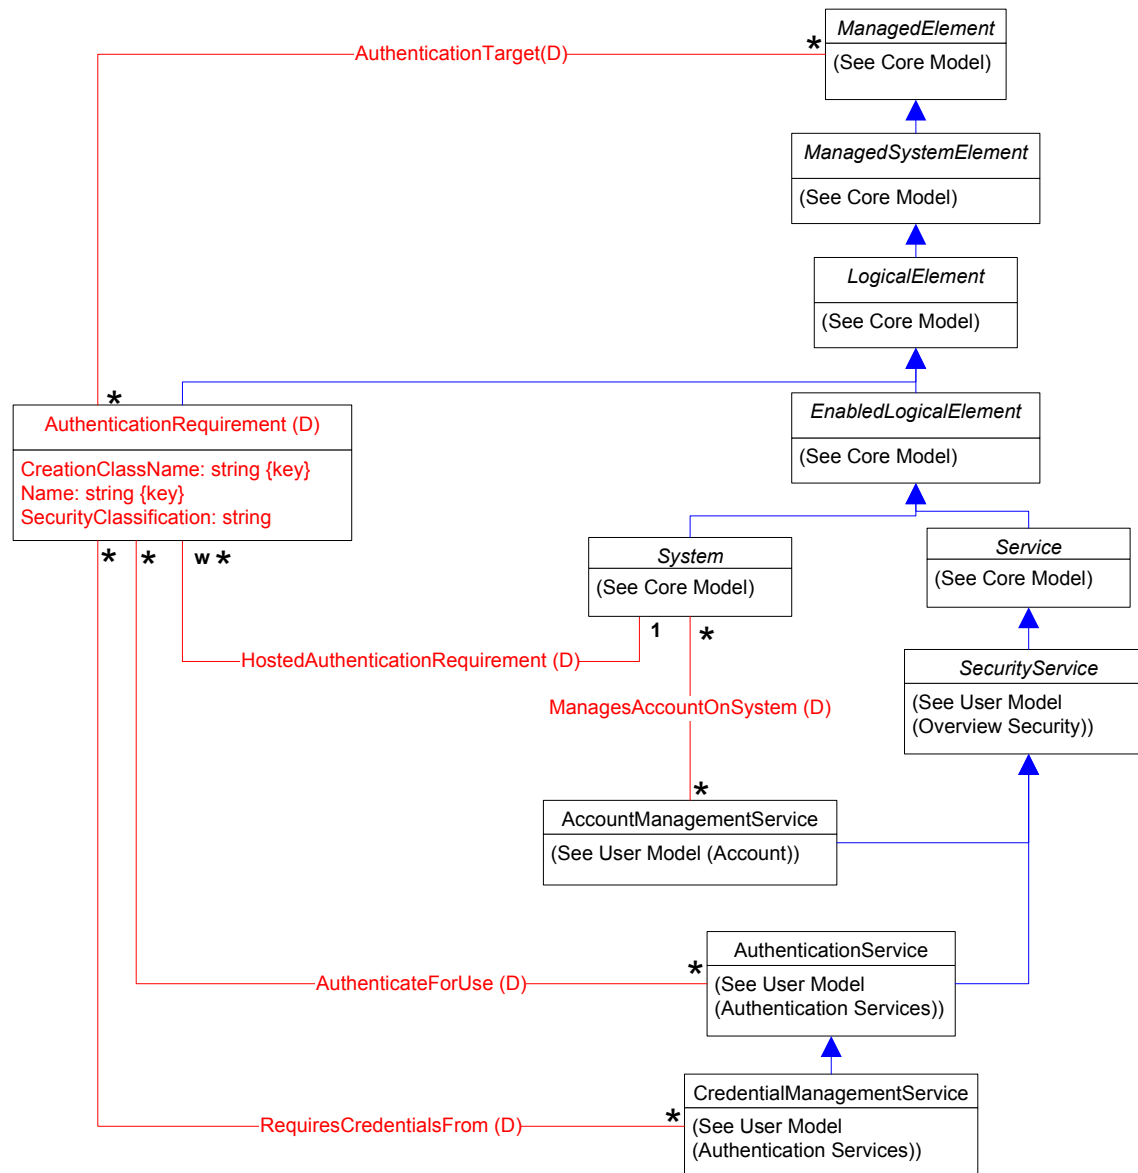 ManagedElement
(See Core Model)
AuthenticationTarget(D)
*
ManagedSystemElement
(See Core Model)
LogicalElement
(See Core Model)
*
AuthenticationRequirement (D)
CreationClassName: string {key}
Name: string {key}
SecurityClassification: string
EnabledLogicalElement
(See Core Model)
*
*
w *
System
(See Core Model)
Service
(See Core Model)
1
*
HostedAuthenticationRequirement (D)
SecurityService
(See User Model
(Overview Security))
ManagesAccountOnSystem (D)
*
AccountManagementService
(See User Model (Account))
AuthenticationService
(See User Model
(Authentication Services))
AuthenticateForUse (D)
*
CredentialManagementService
(See User Model
(Authentication Services))
RequiresCredentialsFrom (D)
*